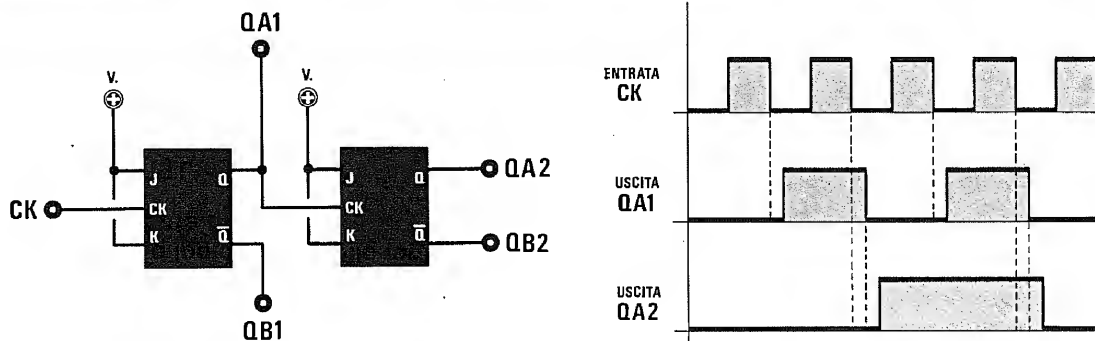 QA1
V.
V.
J Q
J Q
QA2
CK
CK
CK
K Q̅
K Q̅
QB2
QB1
ENTRATA
CK
USCITA
QA1
USCITA
QA2